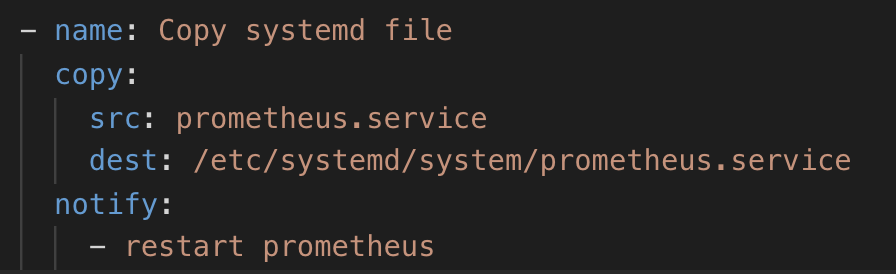 - name: Copy systemd file
  copy:
    src: prometheus.service
    dest: /etc/systemd/system/prometheus.service
  notify:
    - restart prometheus